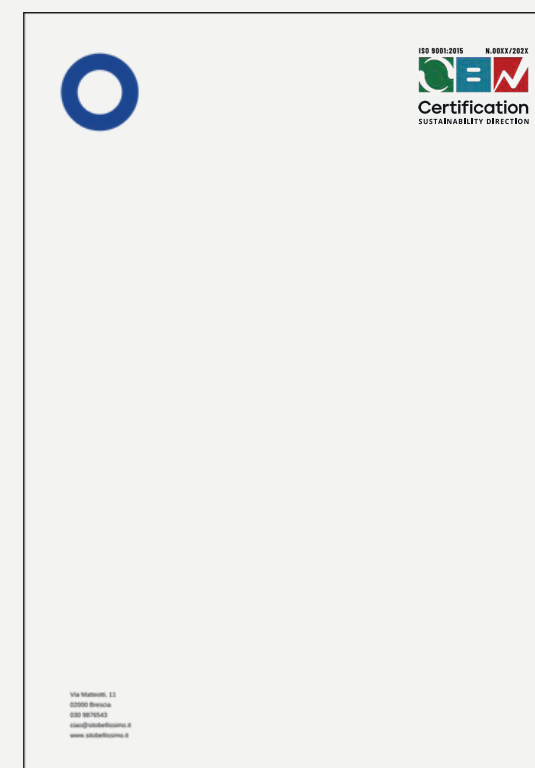 ISO 9001:2015 N.00XX/202X
Certification
SUSTAINABILITY DIRECTION
Via Matteotti, 11
02000 Brescia
030 9876543
ciao@sitobellissimo.it
www.sitobellissimo.it